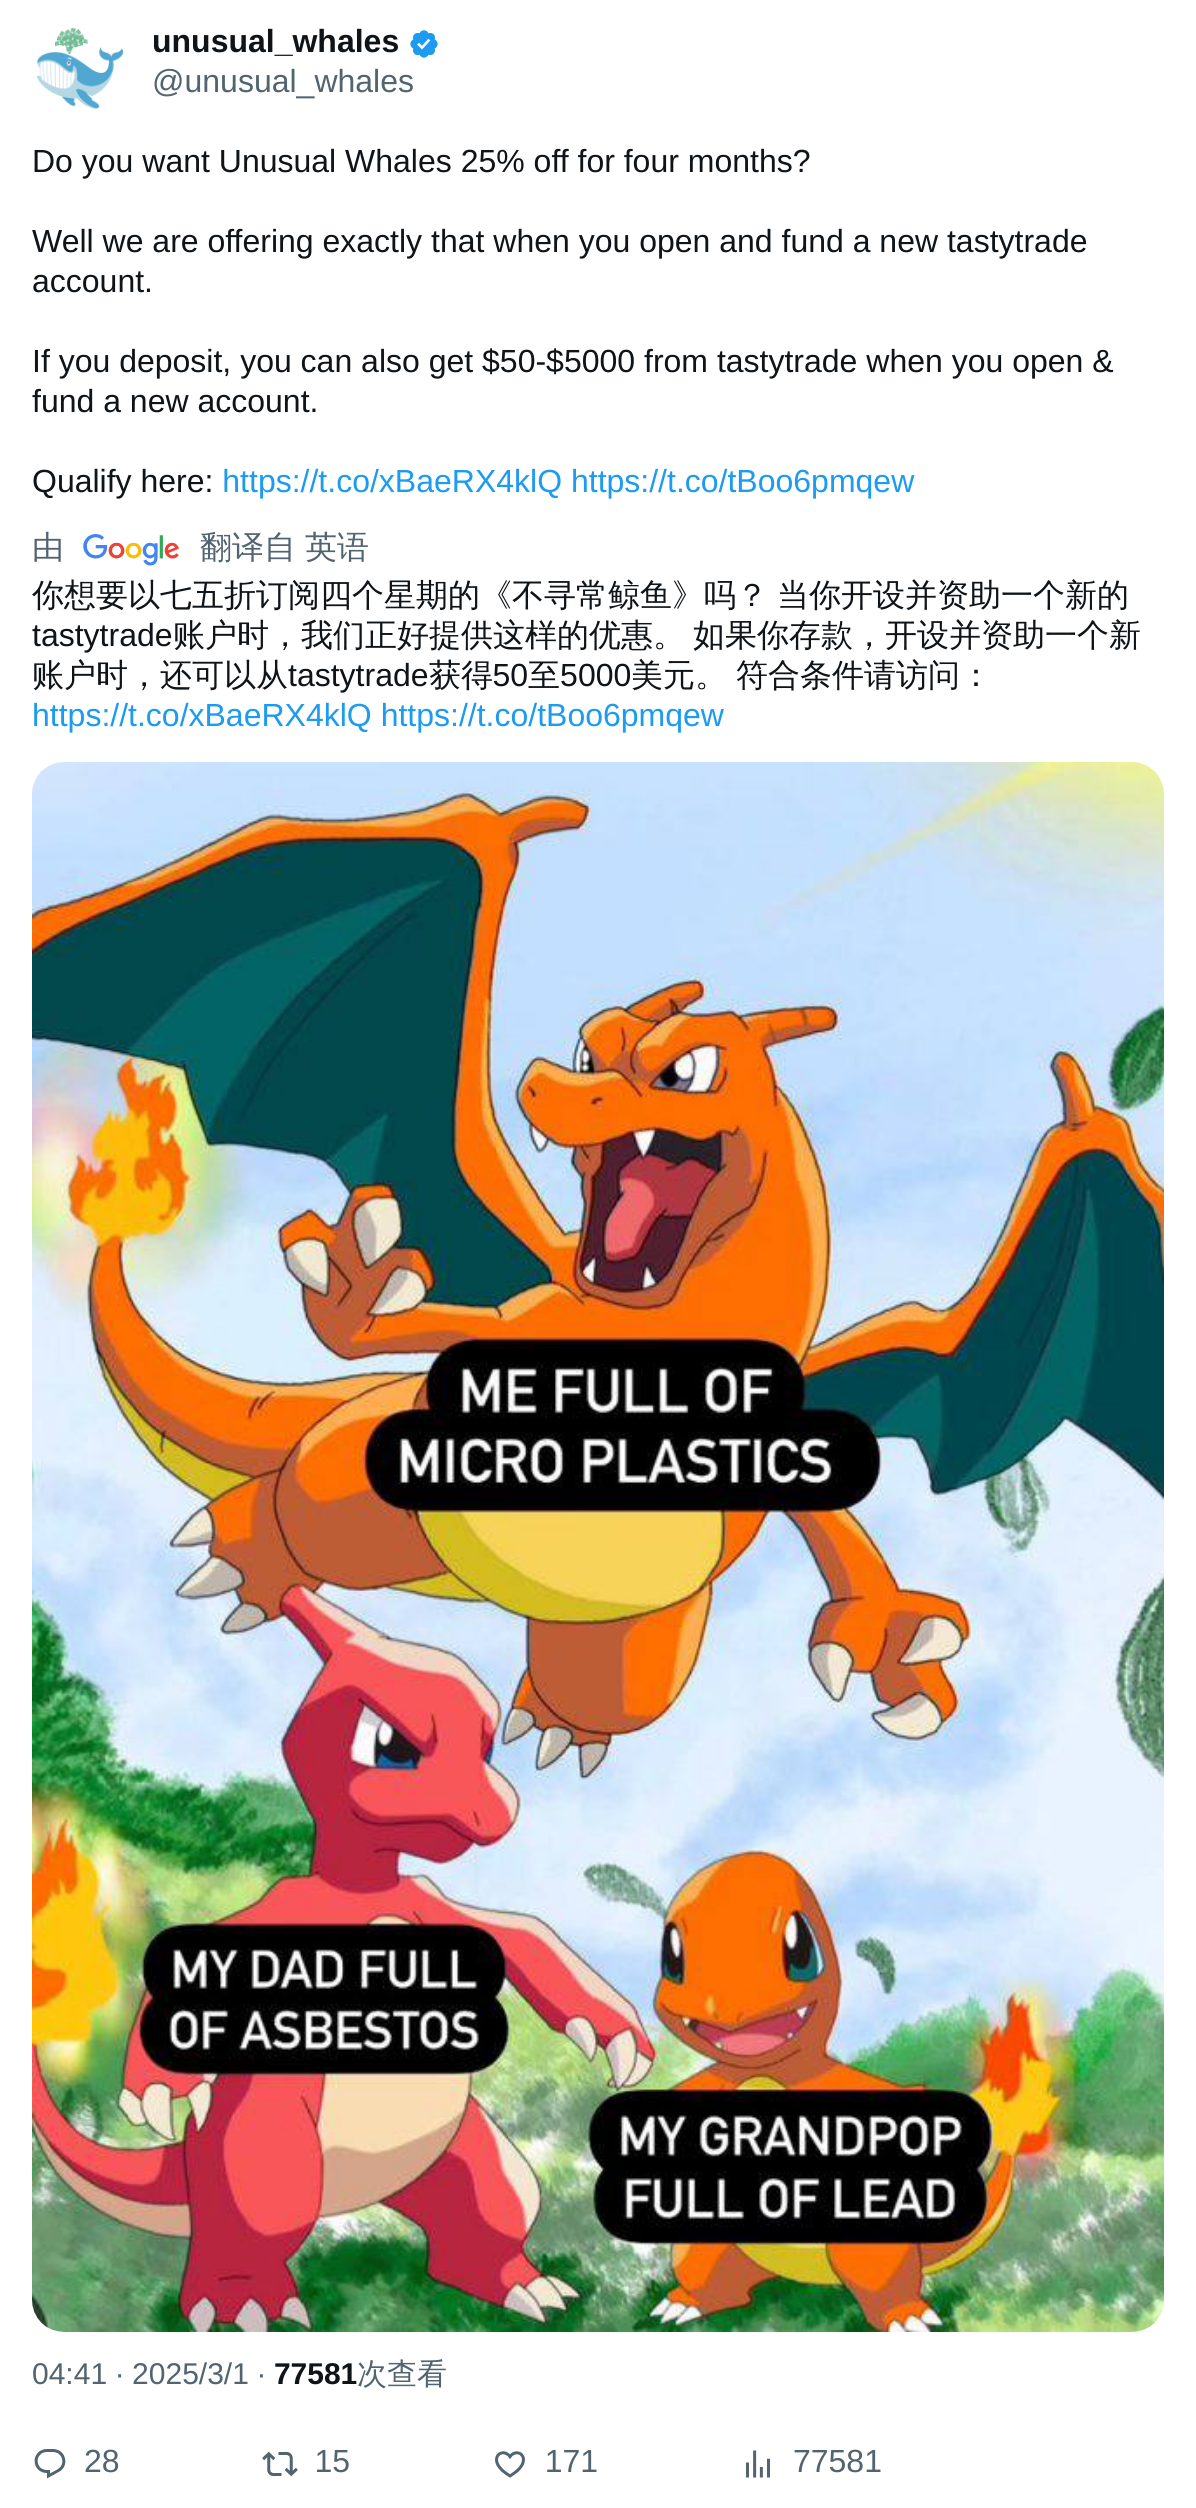 unusual_whales
@unusual_whales
Do you want Unusual Whales 25% off for four months?
Well we are offering exactly that when you open and fund a new tastytrade
account.
If you deposit, you can also get $50-$5000 from tastytrade when you open &
fund a new account.
Qualify here: https://t.co/xBaeRX4klQ https://t.co/tBoo6pmqew
由 Google 翻译自 英语
你想要以七五折订阅四个星期的《不寻常鲸鱼》吗？ 当你开设并资助一个新的
tastytrade账户时，我们正好提供这样的优惠。 如果你存款，开设并资助一个新
账户时，还可以从tastytrade获得50至5000美元。 符合条件请访问：
https://t.co/xBaeRX4klQ https://t.co/tBoo6pmqew
ME FULL OF
MICRO PLASTICS
MY DAD FULL
OF ASBESTOS
MY GRANDPOP
FULL OF LEAD
04:41 · 2025/3/1 · 77581次查看
28 15 171 77581